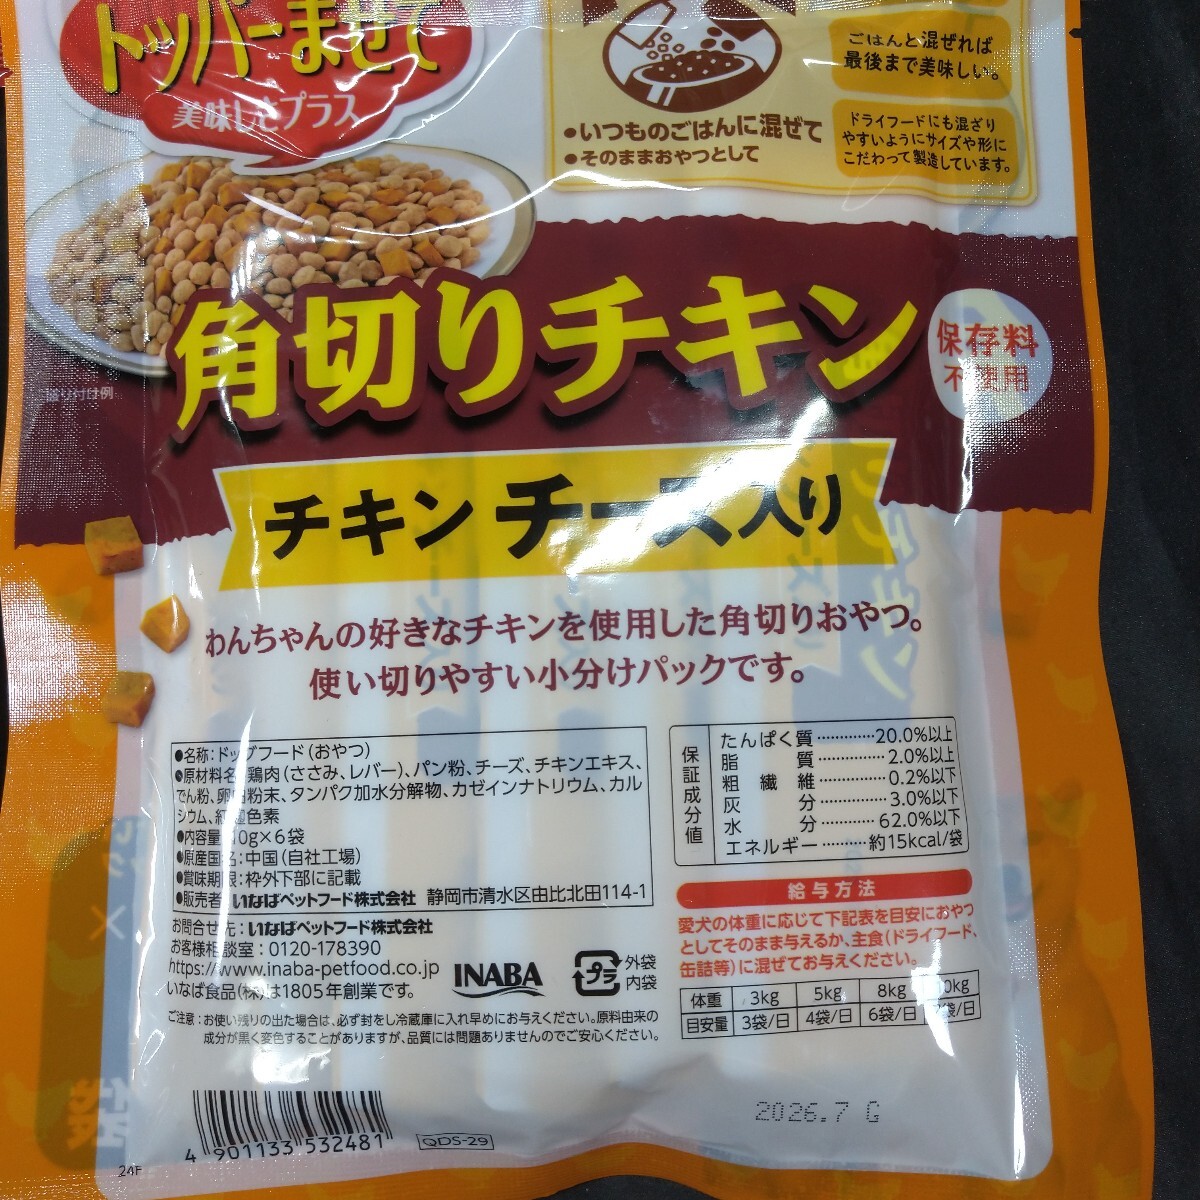 トッパーまぜて
美味しさプラス
●いつものごはんに混ぜて
●そのままおやつとして
ごはんと混ぜれば
最後まで美味しい。
ドライフードにも混ざり
やすいようにサイズや形に
こだわって製造しています。
角切りチキン
保存料
不使用
チキン チーズ入り
わんちゃんの好きなチキンを使用した角切りおやつ。
使い切りやすい小分けパックです。
●名称:ドッグフード(おやつ)
●原材料名:鶏肉(ささみ、レバー)、パン粉、チーズ、チキンエキス、
でん粉、卵白粉末、タンパク加水分解物、カゼインナトリウム、カル
シウム、紅麹色素
●内容量:10g×6袋
●原産国名:中国(自社工場)
●賞味期限:枠外下部に記載
●販売者:いなばペットフード株式会社 静岡市清水区由比北田114-1
お問合せ先:いなばペットフード株式会社
お客様相談室:0120-178390
https://www.inaba-petfood.co.jp
いなば食品(株)は1805年創業です。
INABA
プラ
外袋
内袋
ご注意:お使い残りの出た場合は、必ず封をし冷蔵庫に入れ早めにお与えください。原料由来の
成分が黒く変色することがありますが、品質には問題ありませんのでご安心ください。
保証成分値
たんぱく質…………20.0%以上
脂質……………2.0%以上
粗繊維……………0.2%以下
灰分……………3.0%以下
水分……………62.0%以下
エネルギー………約15kcal/袋
給与方法
愛犬の体重に応じて下記表を目安におやつ
としてそのまま与えるか、主食(ドライフード、
缶詰等)に混ぜてお与えください。
体重 3kg 5kg 8kg 10kg
目安量 3袋/日 4袋/日 6袋/日 袋/日
2026.7 G
4 901133 532481
QDS-29
24F